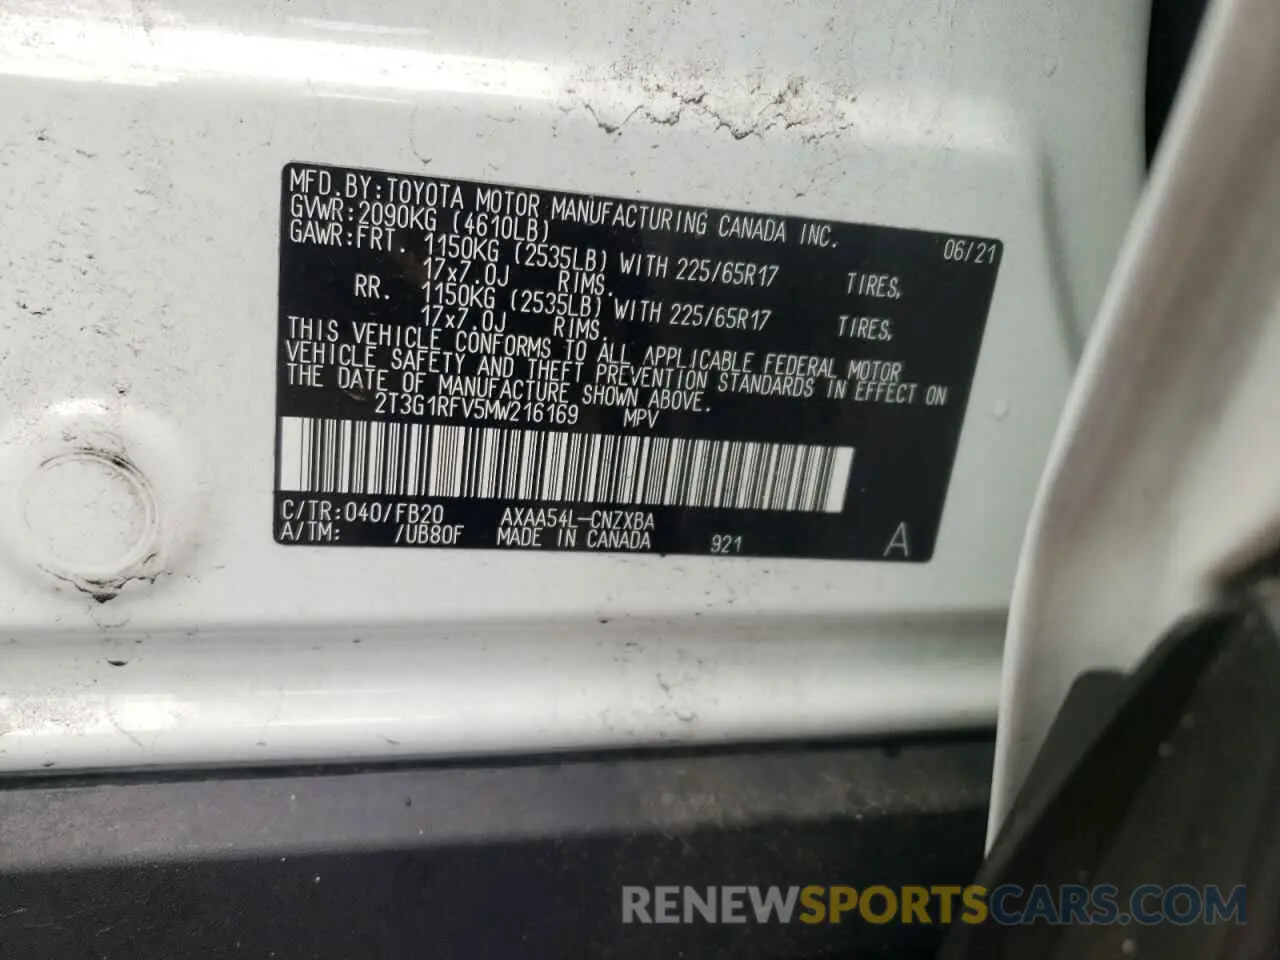 MFD.BY:TOYOTA MOTOR MANUFACTURING CANADA INC. 06/21
GVWR:2090KG (4610LB)
GAWR:FRT. 1150KG (2535LB) WITH 225/65R17 TIRES,
17x7.0J RIMS.
RR. 1150KG (2535LB) WITH 225/65R17 TIRES,
17x7.0J RIMS.
THIS VEHICLE CONFORMS TO ALL APPLICABLE FEDERAL MOTOR
VEHICLE SAFETY AND THEFT PREVENTION STANDARDS IN EFFECT ON
THE DATE OF MANUFACTURE SHOWN ABOVE.
2T3G1RFV5MW216169 MPV
C/TR:040/FB20 AXAA54L-CNZXBA
A/TM: /UB80F MADE IN CANADA 921 A
RENEWSPORTSCARS.COM